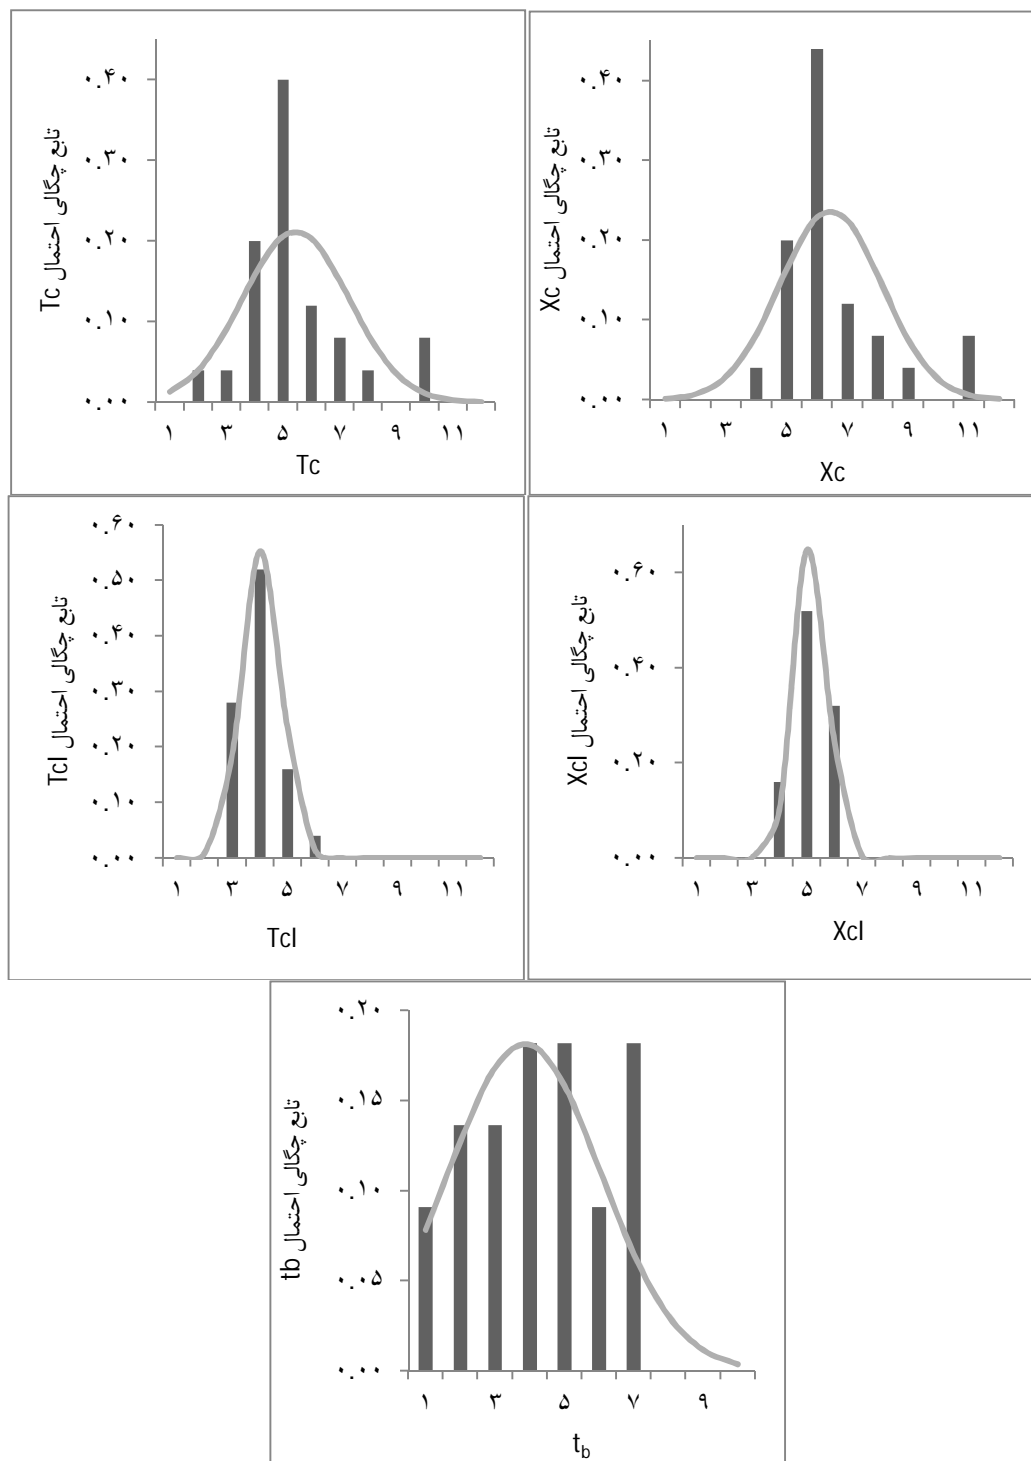 تابع چگالی احتمال Tc
۰.۴۰
۰.۳۰
۰.۲۰
۰.۱۰
۰.۰۰
۱ ۳ ۵ ۷ ۹ ۱۱
Tc
تابع چگالی احتمال Xc
۰.۴۰
۰.۳۰
۰.۲۰
۰.۱۰
۰.۰۰
۱ ۳ ۵ ۷ ۹ ۱۱
Xc
تابع چگالی احتمال Tcl
۰.۶۰
۰.۵۰
۰.۴۰
۰.۳۰
۰.۲۰
۰.۱۰
۰.۰۰
۱ ۳ ۵ ۷ ۹ ۱۱
Tcl
تابع چگالی احتمال Xcl
۰.۶۰
۰.۴۰
۰.۲۰
۰.۰۰
۱ ۳ ۵ ۷ ۹ ۱۱
Xcl
تابع چگالی احتمال tb
۰.۲۰
۰.۱۵
۰.۱۰
۰.۰۵
۰.۰۰
۱ ۳ ۵ ۷ ۹
t_b